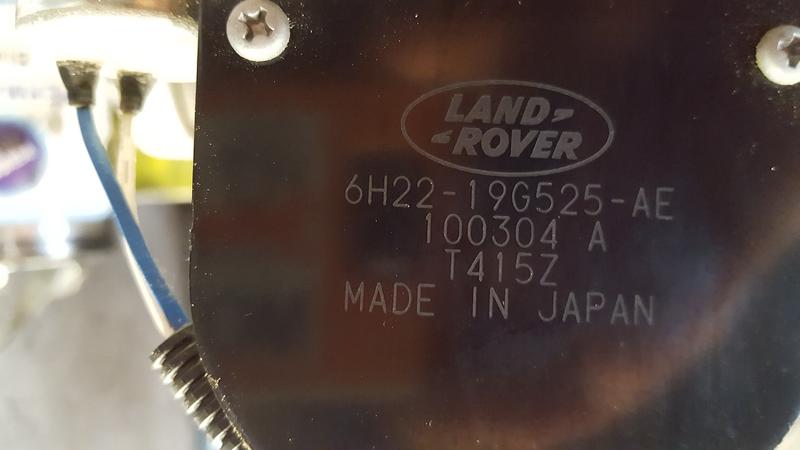 LAND
ROVER
6H22-19G525-AE
100304 A
T415Z
MADE IN JAPAN